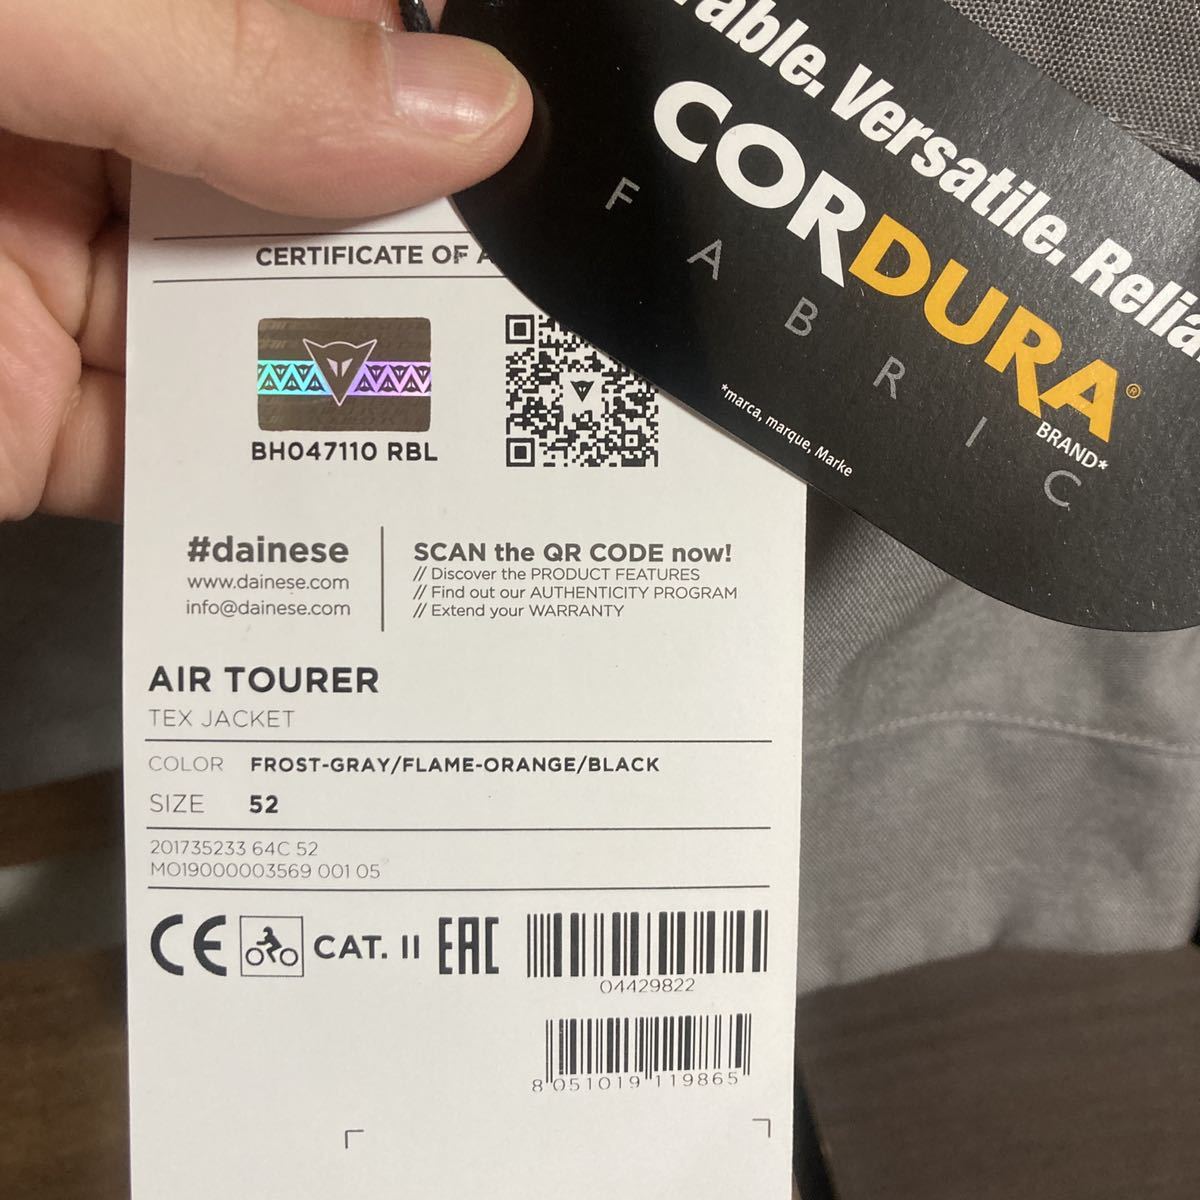 Versatile. Relia
CORDURA®
FABRIC
BRAND*
*marca, marque, Marke
CERTIFICATE OF
BH047110 RBL
#dainese
www.dainese.com
info@dainese.com
SCAN the QR CODE now!
// Discover the PRODUCT FEATURES
// Find out our AUTHENTICITY PROGRAM
// Extend your WARRANTY
AIR TOURER
TEX JACKET
COLOR FROST-GRAY/FLAME-ORANGE/BLACK
SIZE 52
201735233 64C 52
MO19000003569 001 05
CE CAT. II EAC
04429822
8 051019 119865